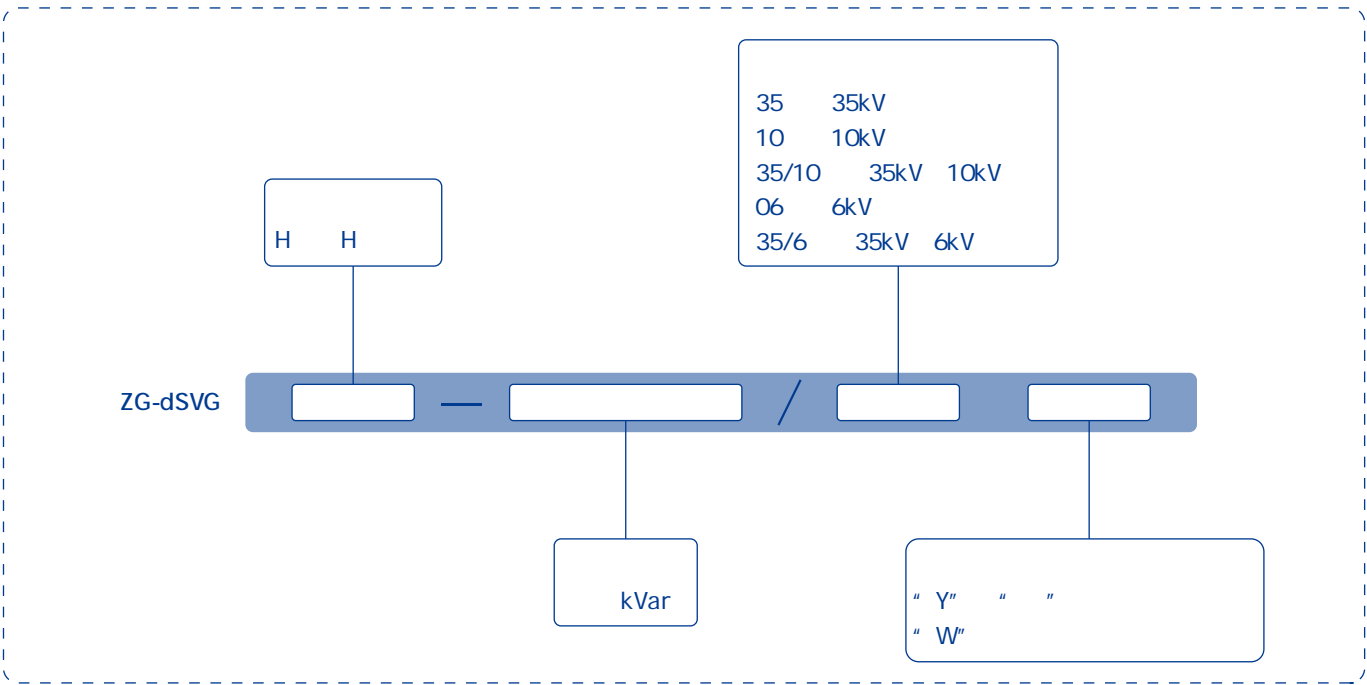 35 35kV
10 10kV
35/10 35kV 10kV
06 6kV
35/6 35kV 6kV
H H
ZG-dSVG — /
kVar
“ Y” “ ”
“ W”